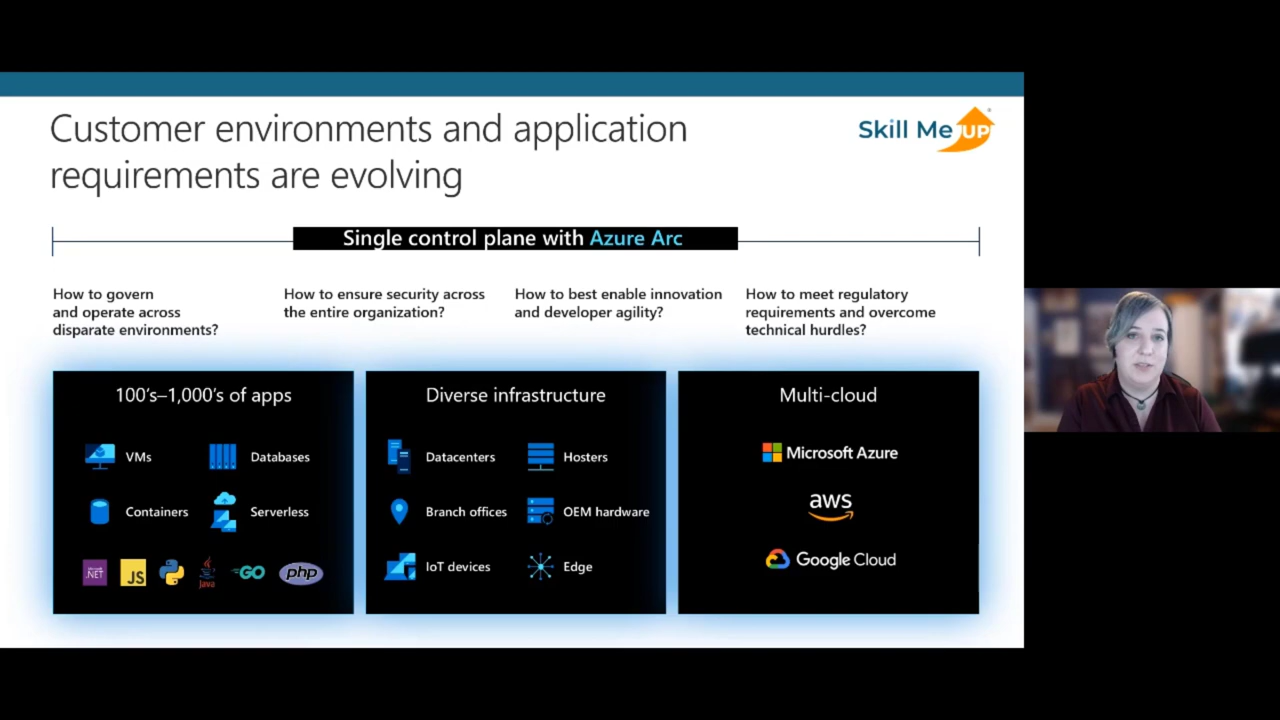 Customer environments and application
requirements are evolving
Skill Me UP
Single control plane with Azure Arc
How to govern
and operate across
disparate environments?
How to ensure security across
the entire organization?
How to best enable innovation
and developer agility?
How to meet regulatory
requirements and overcome
technical hurdles?
100's–1,000's of apps
VMs
Databases
Containers
Serverless
.NET
JS
Java
GO
php
Diverse infrastructure
Datacenters
Hosters
Branch offices
OEM hardware
IoT devices
Edge
Multi-cloud
Microsoft Azure
aws
Google Cloud